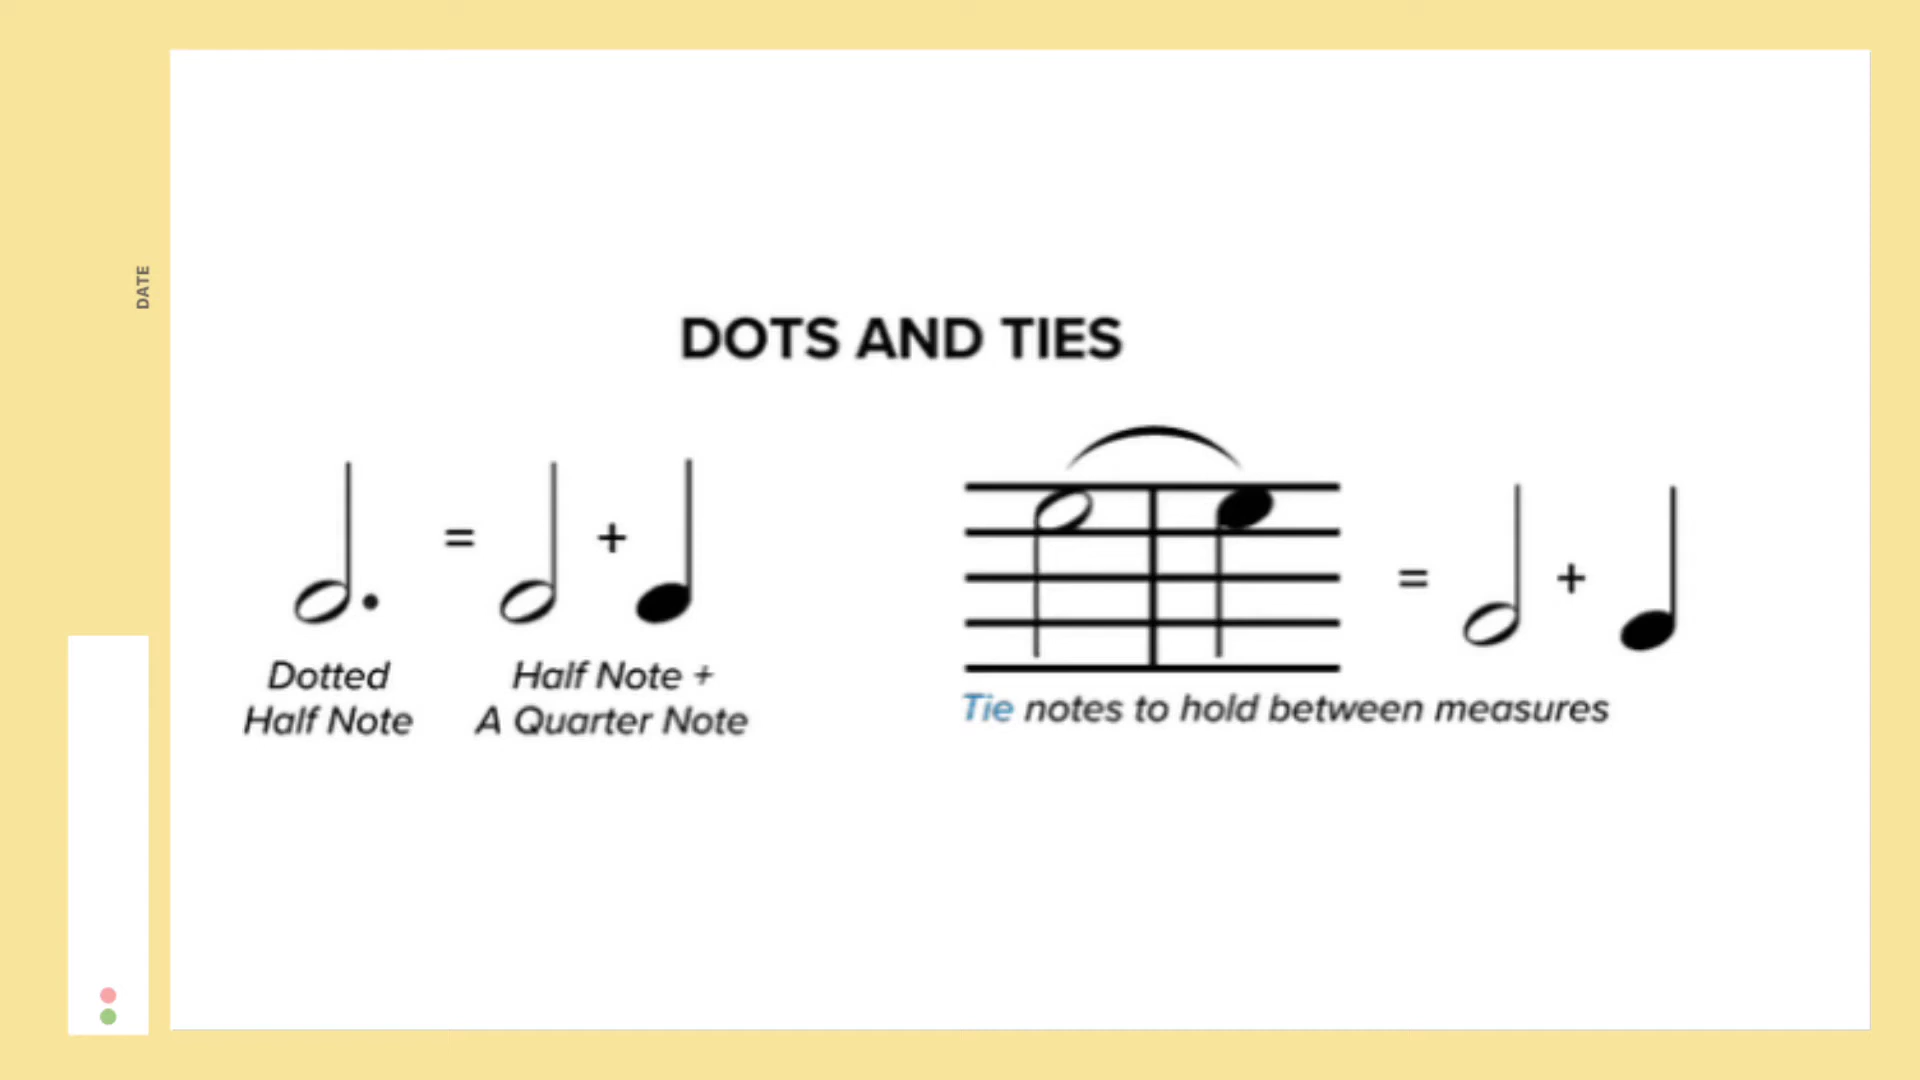 DATE
DOTS AND TIES
=
+
Dotted
Half Note
Half Note +
A Quarter Note
=
+
Tie notes to hold between measures